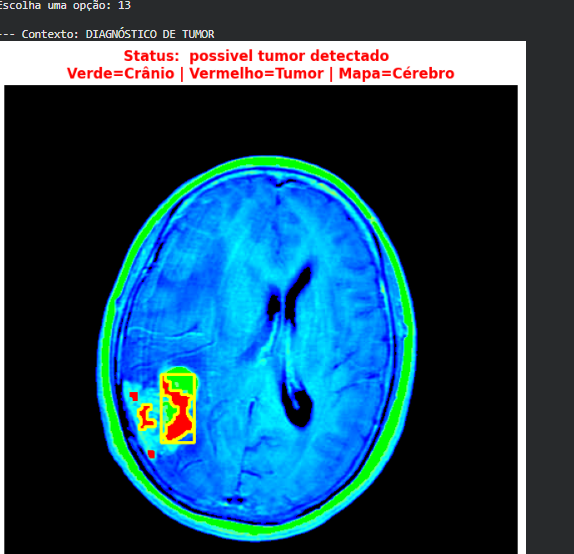 Escolha uma opção: 13
--- Contexto: DIAGNÓSTICO DE TUMOR
Status:  possivel tumor detectado
Verde=Crânio | Vermelho=Tumor | Mapa=Cérebro